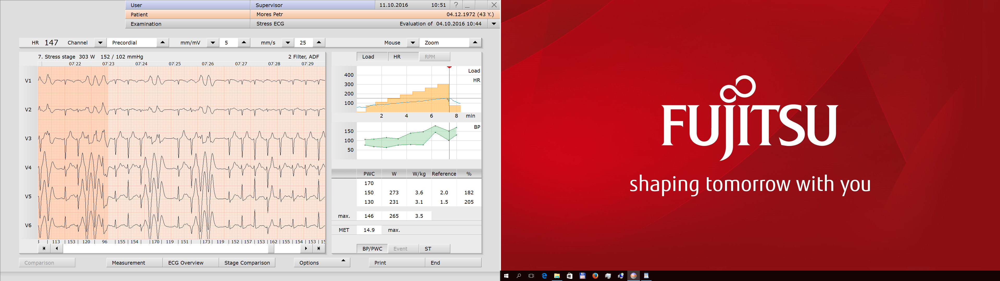 User Supervisor 11.10.2016 10:51 ?
Patient Mores Petr 04.12.1972 (43 Y.)
Examination Stress ECG Evaluation of 04.10.2016 10:44
HR 147 Channel Precordial mm/mV 5 mm/s 25 Mouse Zoom
7. Stress stage 303 W 152 / 102 mmHg 2 Filter, ADF
07 22 07 23 07 24 07 25 07 26 07 27 07 28 07 29
V1
V2
V3
V4
V5
V6
113 153 120 96 155 154 170 119 151 173 119 152 157 153 162 155 154 153
Load HR RPM
Load
HR
400
300
200
100
2 4 6 8 min
BP
150
100
50
PWC W W/kg Reference %
170
150 273 3.6 2.0 182
130 231 3.1 1.5 205
max. 146 265 3.5
MET 14.9 max.
BP/PWC Event ST
Comparison Measurement ECG Overview Stage Comparison Options Print End
FUJITSU
shaping tomorrow with you